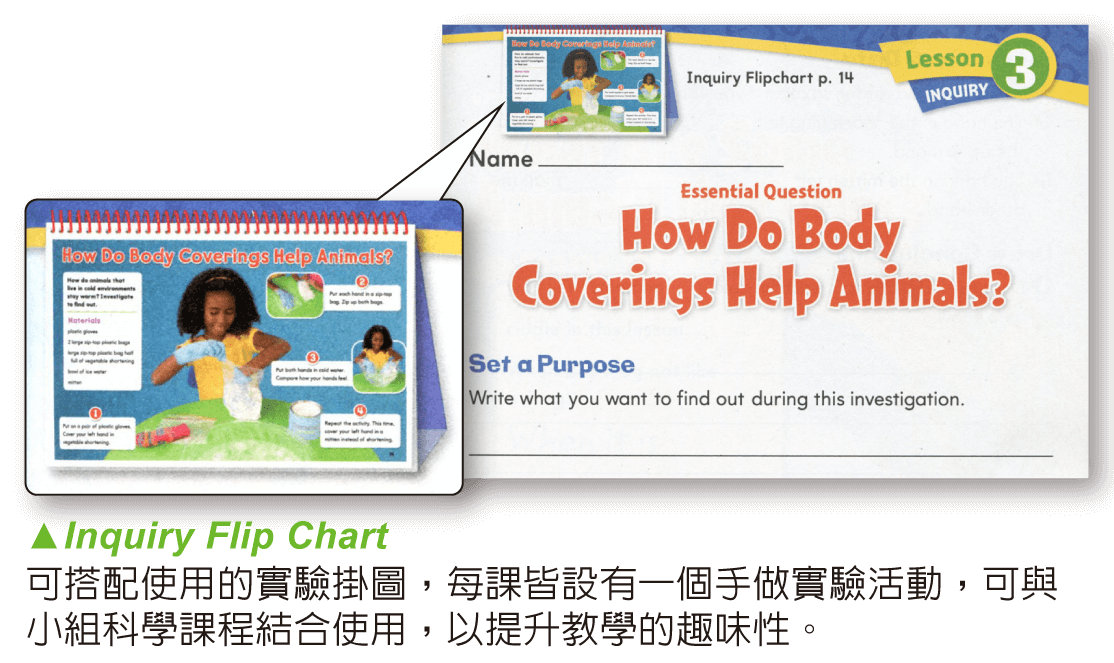 How Do Body Coverings Help Animals?
Inquiry Flipchart p. 14
Lesson 3
INQUIRY
Name
Essential Question
How Do Body
Coverings Help Animals?
Set a Purpose
Write what you want to find out during this investigation.
How Do Body Coverings Help Animals?
How do animals that
live in cold environments
stay warm? Investigate
to find out.
Materials
plastic gloves
2 large zip-top plastic bags
large zip-top plastic bag half
full of vegetable shortening
bowl of ice water
mitten
1
Put on a pair of plastic gloves.
Cover your left hand in
vegetable shortening.
2
Put each hand in a zip-top
bag. Zip up both bags.
3
Put both hands in cold water.
Compare how your hands feel.
4
Repeat the activity. This time,
cover your left hand in a
mitten instead of shortening.
▲Inquiry Flip Chart
可搭配使用的實驗掛圖，每課皆設有一個手做實驗活動，可與
小組科學課程結合使用，以提升教學的趣味性。